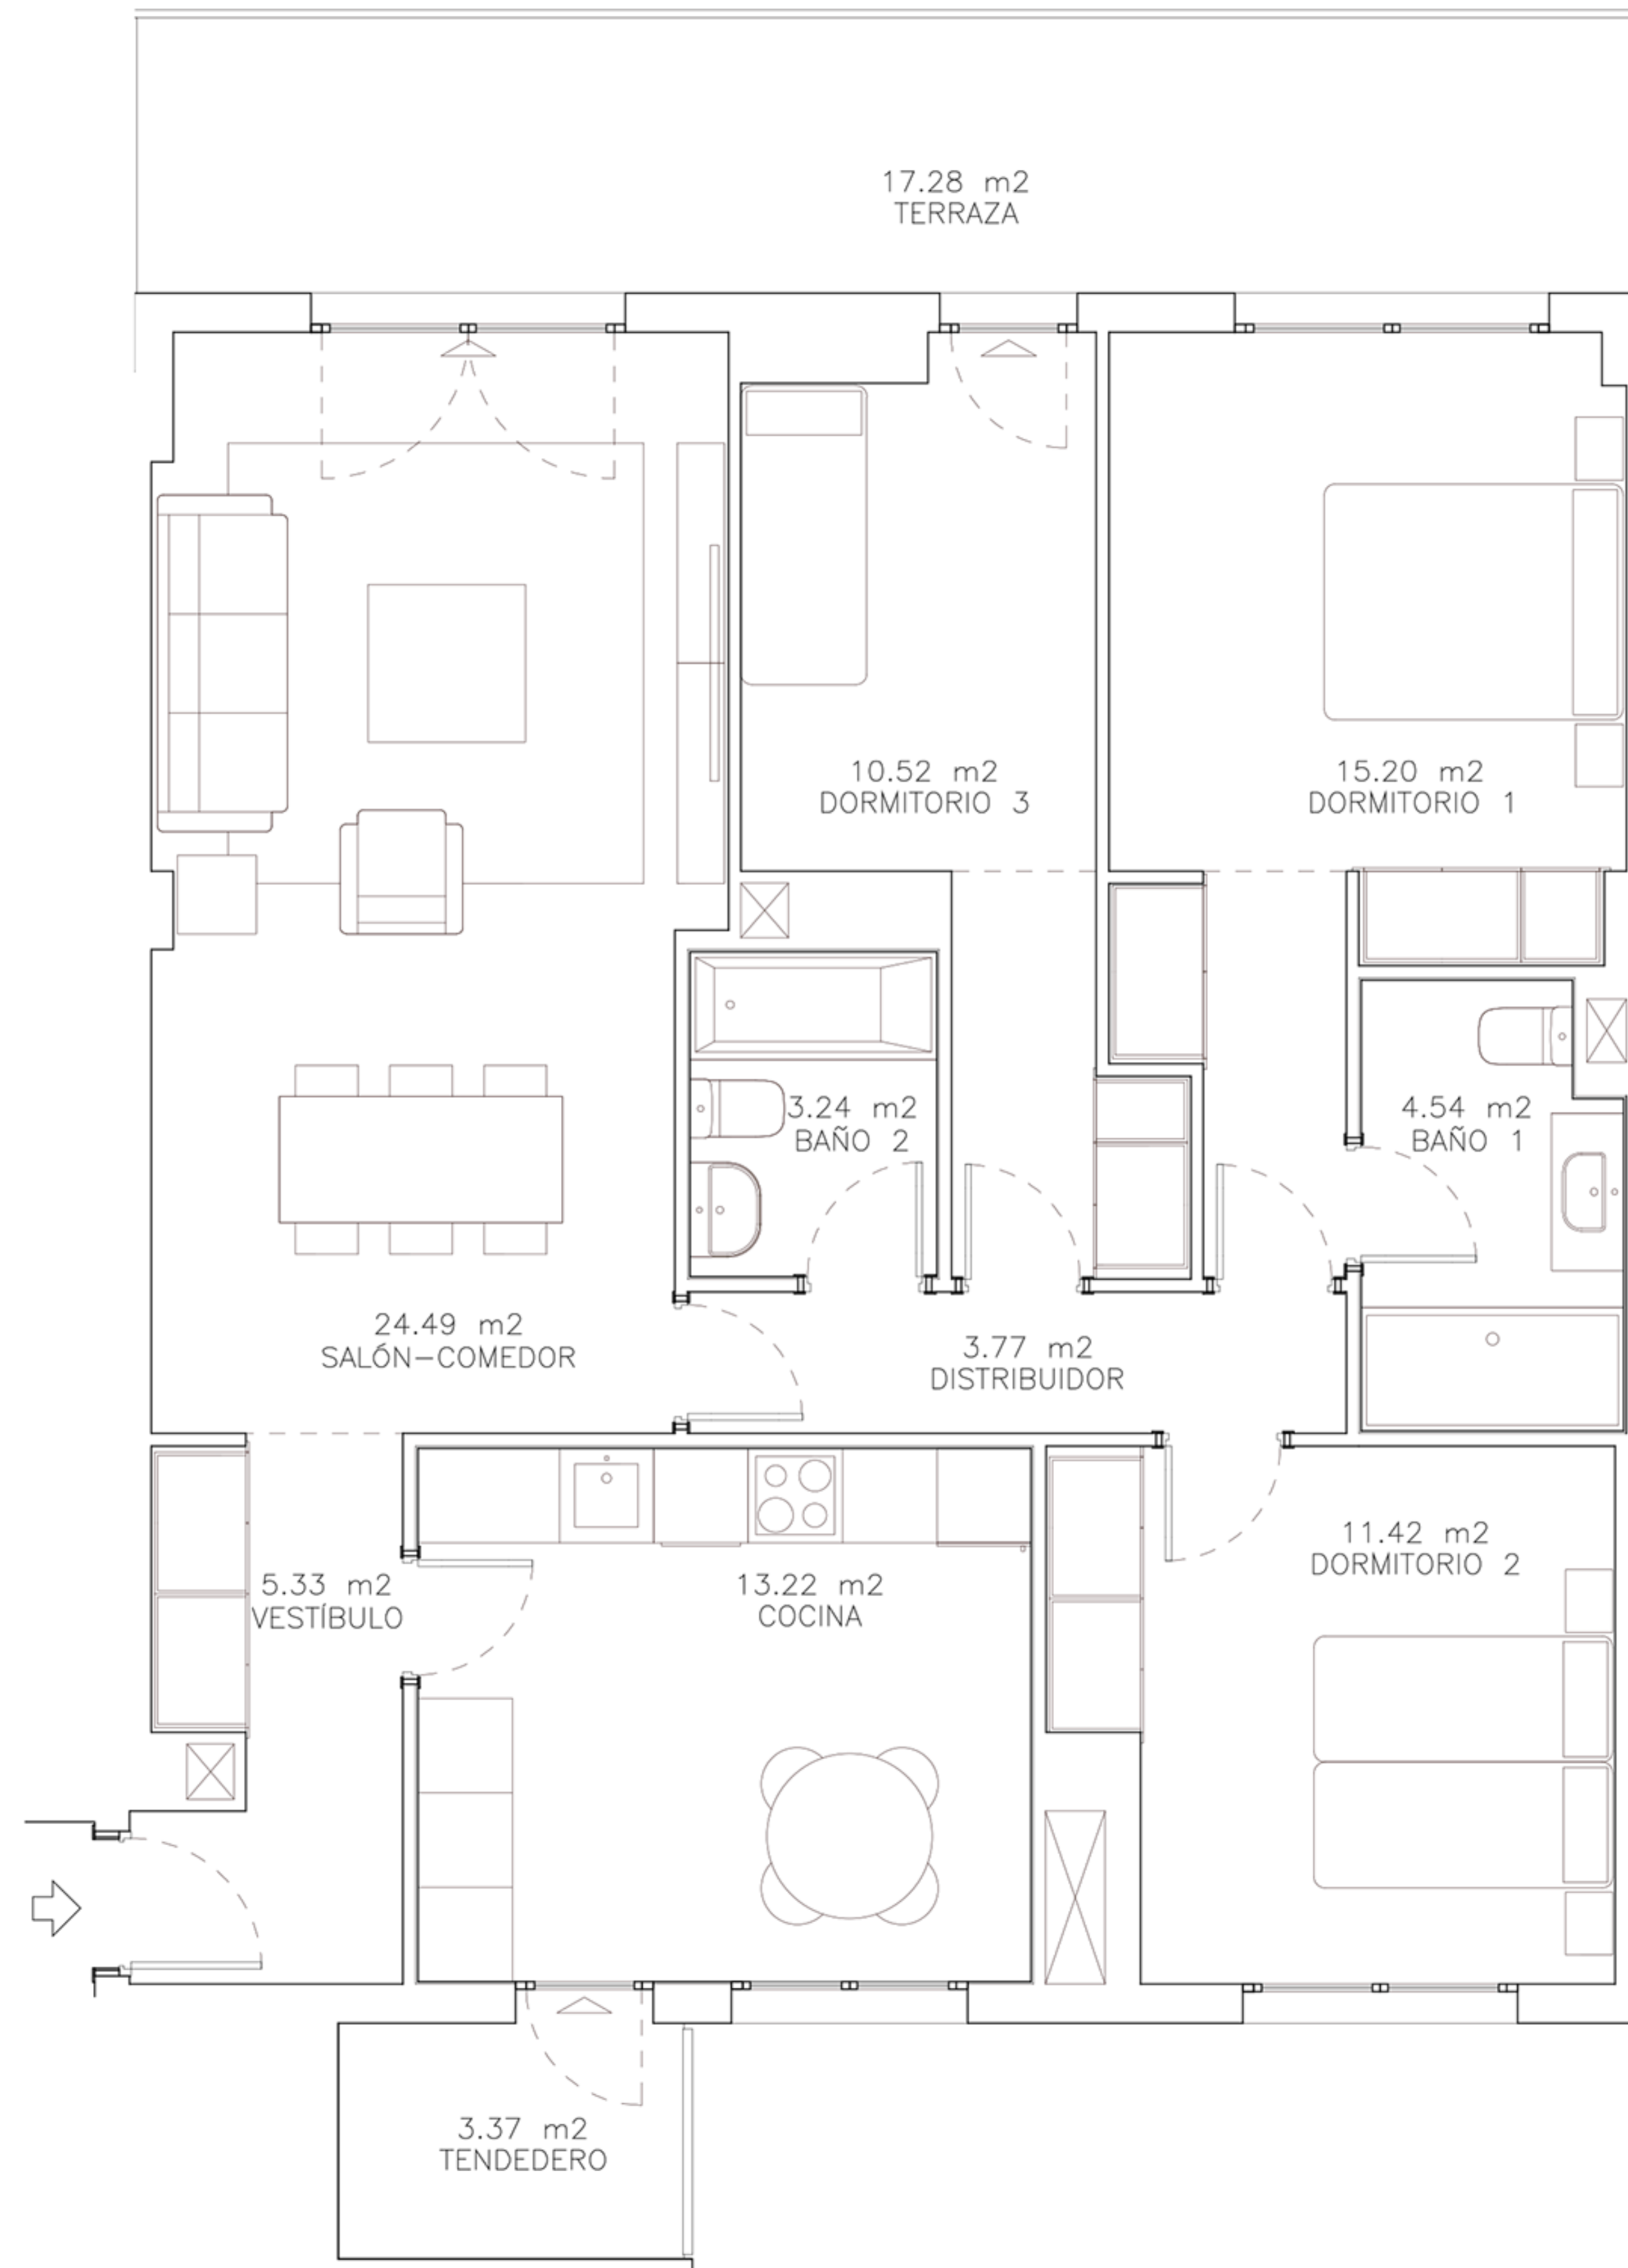 17.28 m2
TERRAZA
10.52 m2
DORMITORIO 3
15.20 m2
DORMITORIO 1
3.24 m2
BAÑO 2
4.54 m2
BAÑO 1
24.49 m2
SALÓN-COMEDOR
3.77 m2
DISTRIBUIDOR
5.33 m2
VESTÍBULO
13.22 m2
COCINA
11.42 m2
DORMITORIO 2
3.37 m2
TENDEDERO